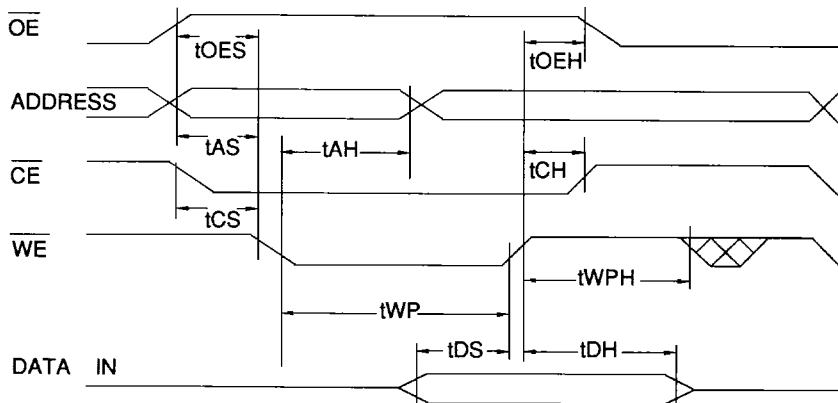 OE
tOES
tOEH
ADDRESS
tAS
tAH
tCH
CE
tCS
WE
tWPH
tWP
tDS
tDH
DATA IN